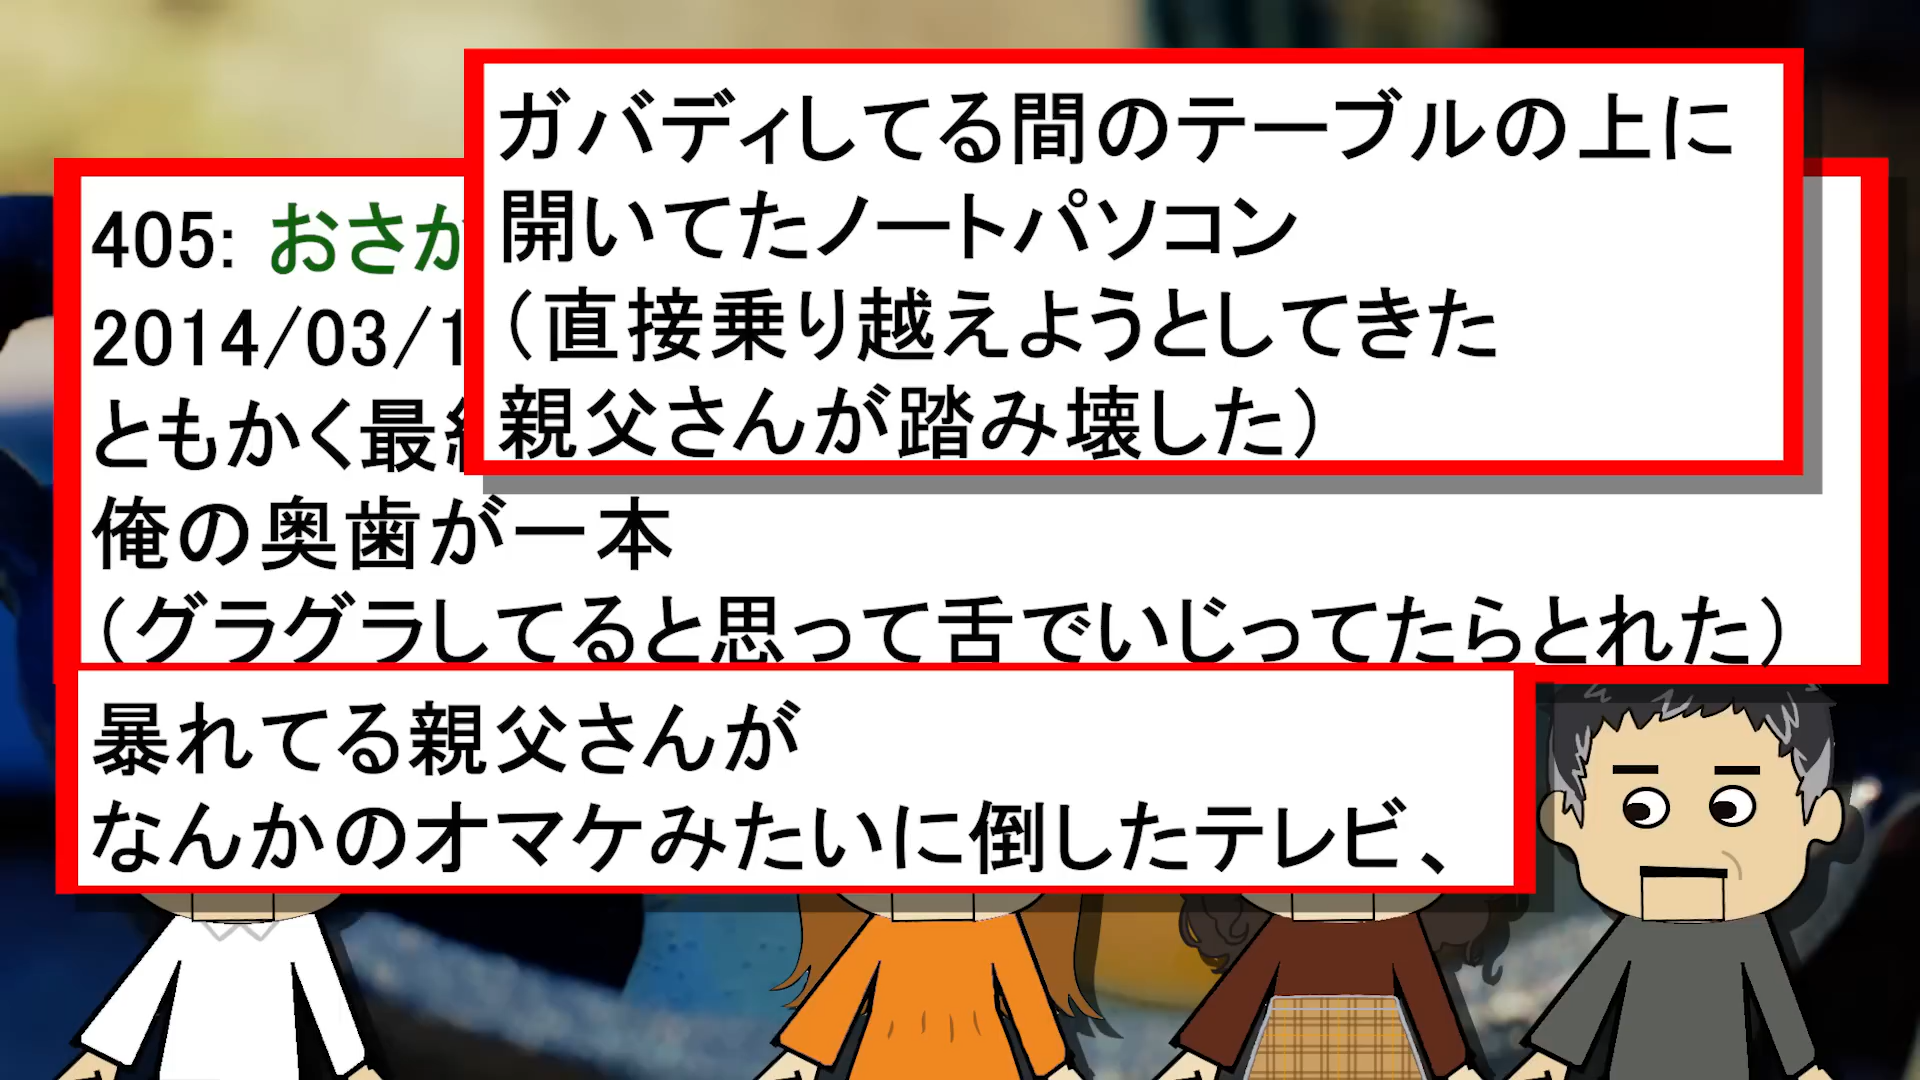 405: おさか
2014/03/1
ともかく最
俺の奥歯が一本
（グラグラしてると思って舌でいじってたらとれた）
暴れてる親父さんが
なんかのオマケみたいに倒したテレビ、
ガバディしてる間のテーブルの上に
開いてたノートパソコン
（直接乗り越えようとしてきた
親父さんが踏み壊した）